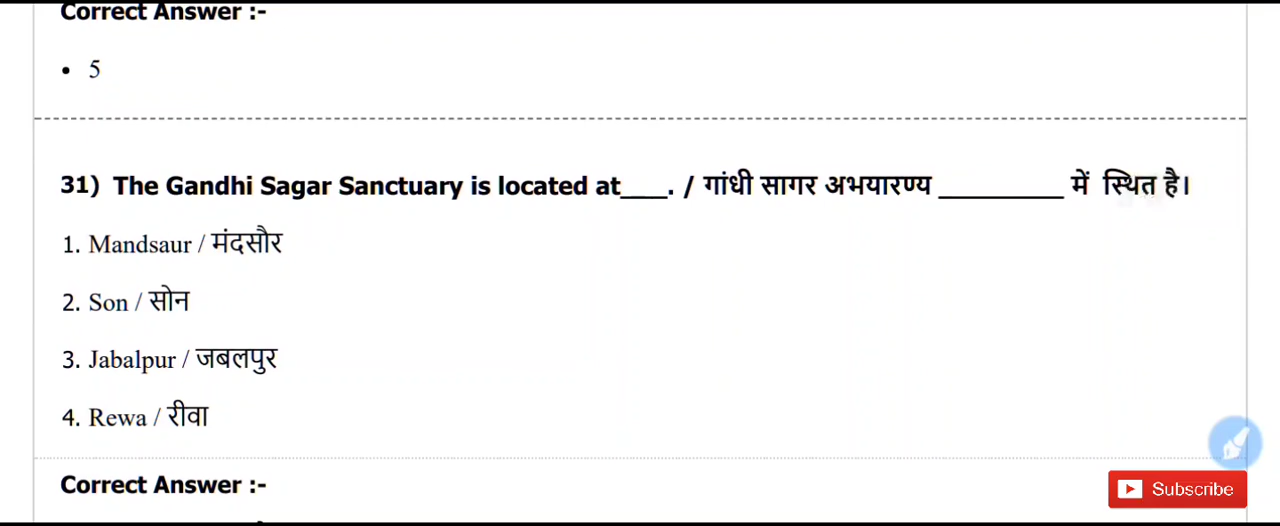 Correct Answer :-
• 5
31) The Gandhi Sagar Sanctuary is located at____. / गांधी सागर अभयारण्य _________ में स्थित है।
1. Mandsaur / मंदसौर
2. Son / सोन
3. Jabalpur / जबलपुर
4. Rewa / रीवा
Correct Answer :-
Subscribe